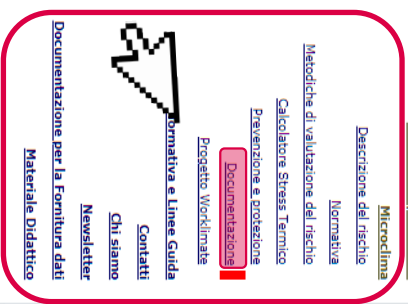 Microclima
Descrizione del rischio
Normativa
Metodiche di valutazione del rischio
Calcolatore Stress Termico
Prevenzione e protezione
Documentazione
Progetto Worklimate
ormativa e Linee Guida
Contatti
Chi siamo
Newsletter
Documentazione per la Fornitura dati
Materiale Didattico